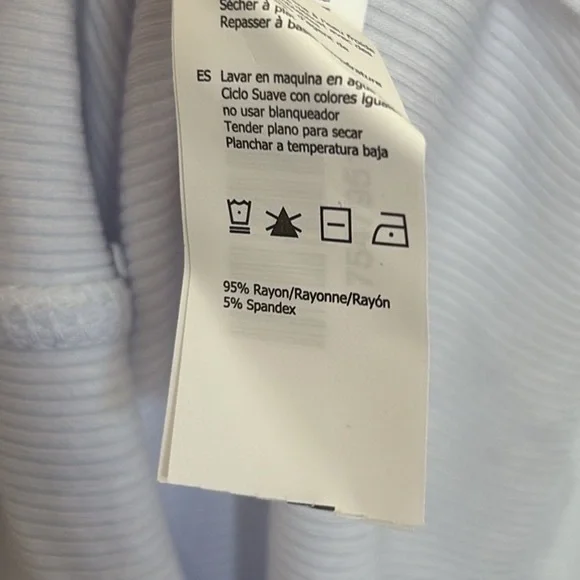 Sécher à
Repasser à
ES Lavar en maquina en
Ciclo Suave con colores
no usar blanqueador
Tender plano para secar
Planchar a temperatura baja
95% Rayon/Rayonne/Rayón
5% Spandex